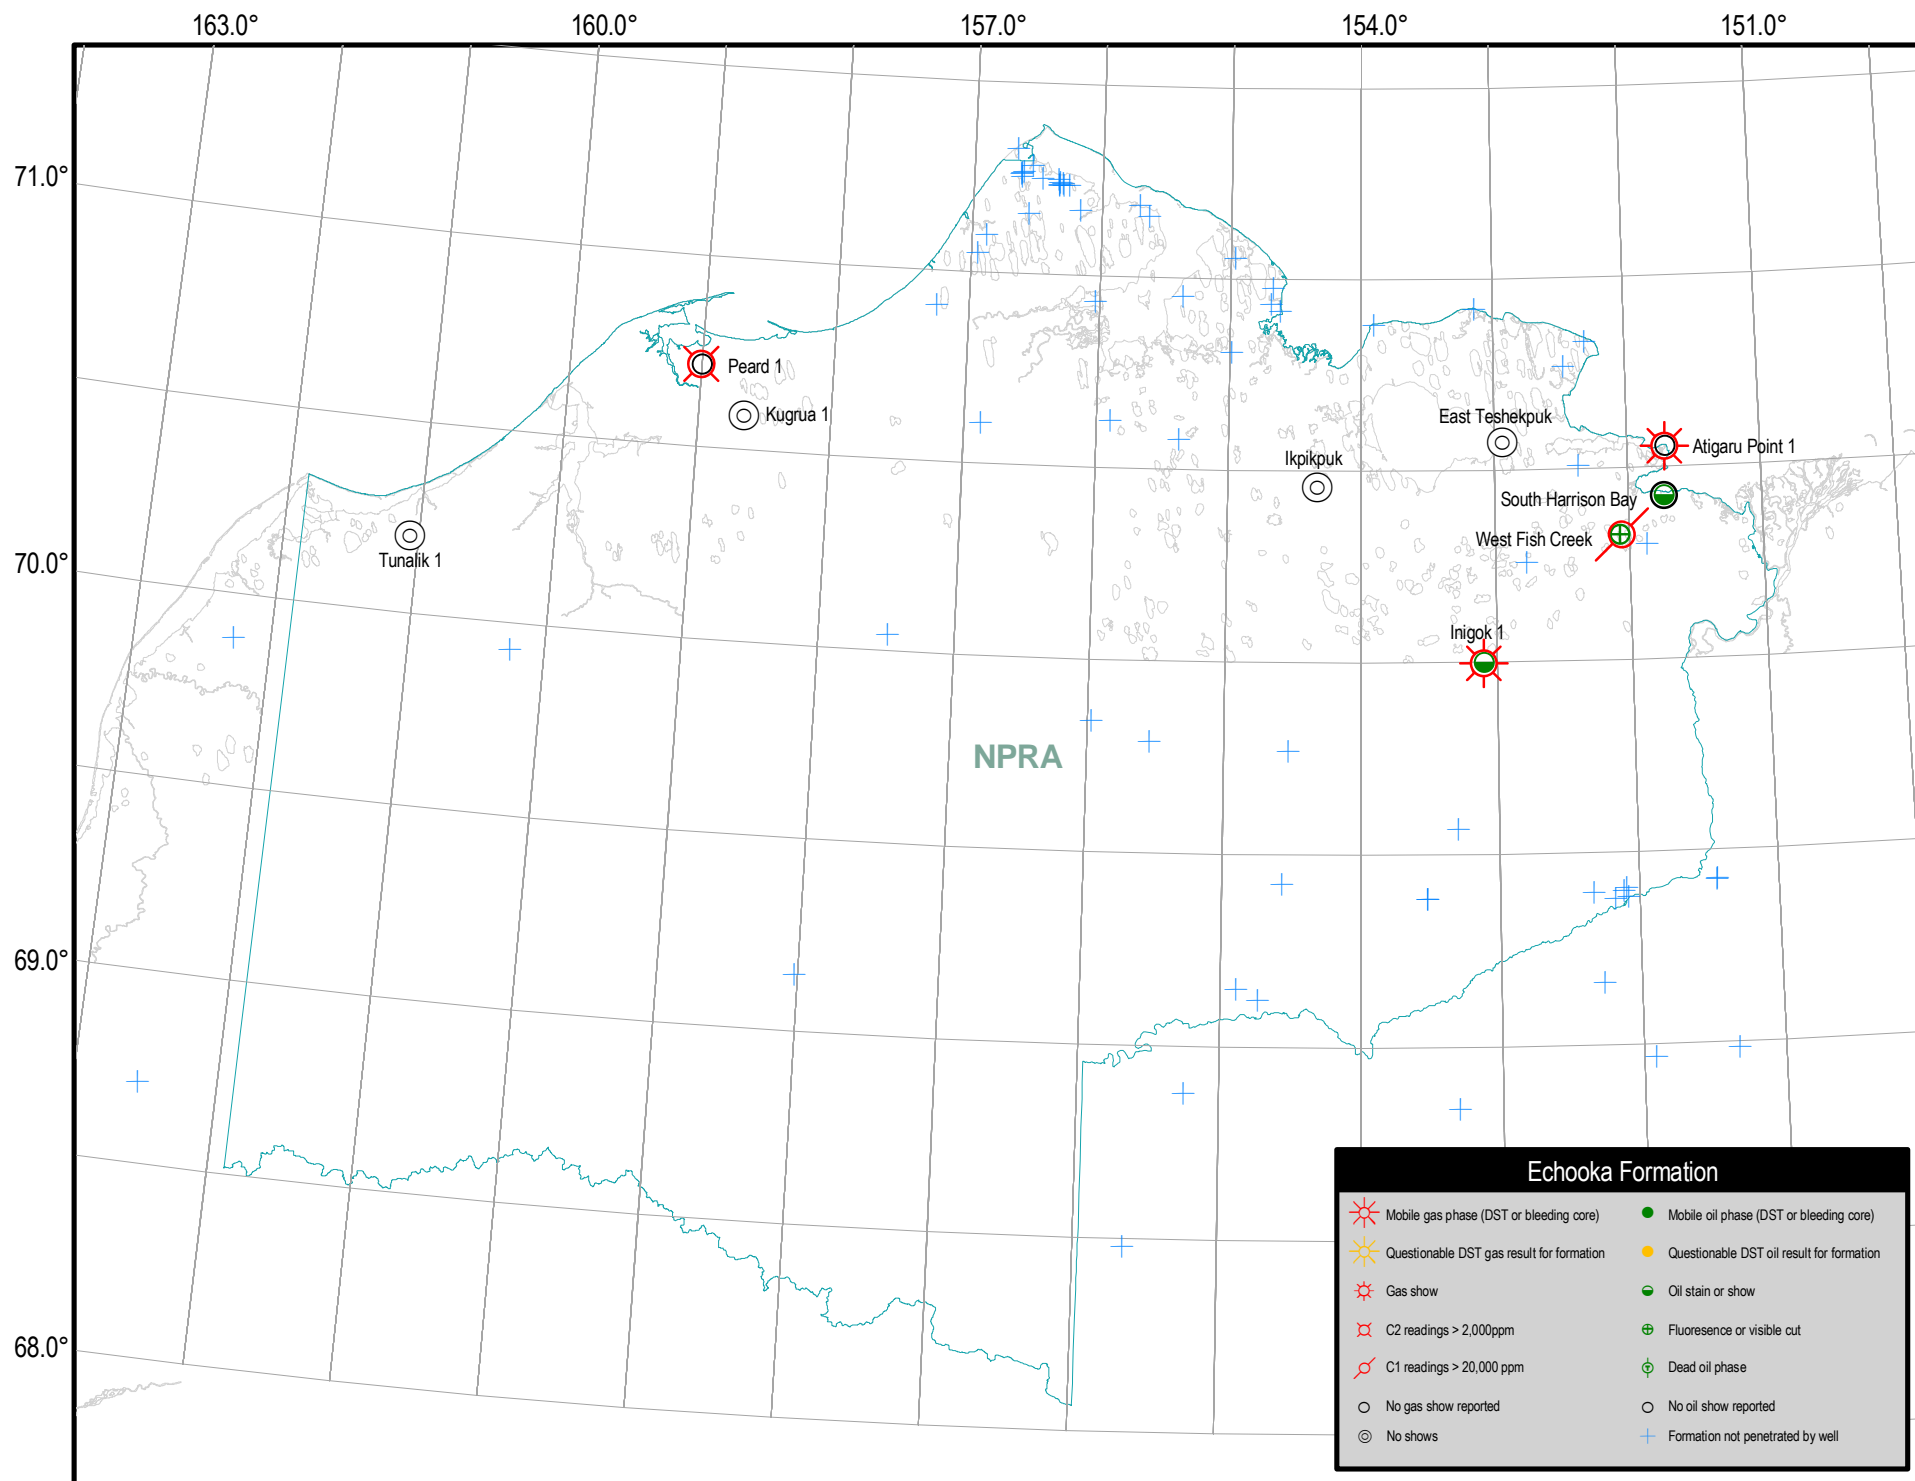 163.0° 160.0° 157.0° 154.0° 151.0°
71.0°
70.0°
69.0°
68.0°
Peard 1
Kugrua 1
East Teshekpuk
Atigaru Point 1
Ikpikpuk
South Harrison Bay
West Fish Creek
Tunalik 1
Inigok 1
NPRA
Echooka Formation
Mobile gas phase (DST or bleeding core)
Mobile oil phase (DST or bleeding core)
Questionable DST gas result for formation
Questionable DST oil result for formation
Gas show
Oil stain or show
C2 readings > 2,000ppm
Fluoresence or visible cut
C1 readings > 20,000 ppm
Dead oil phase
No gas show reported
No oil show reported
No shows
Formation not penetrated by well